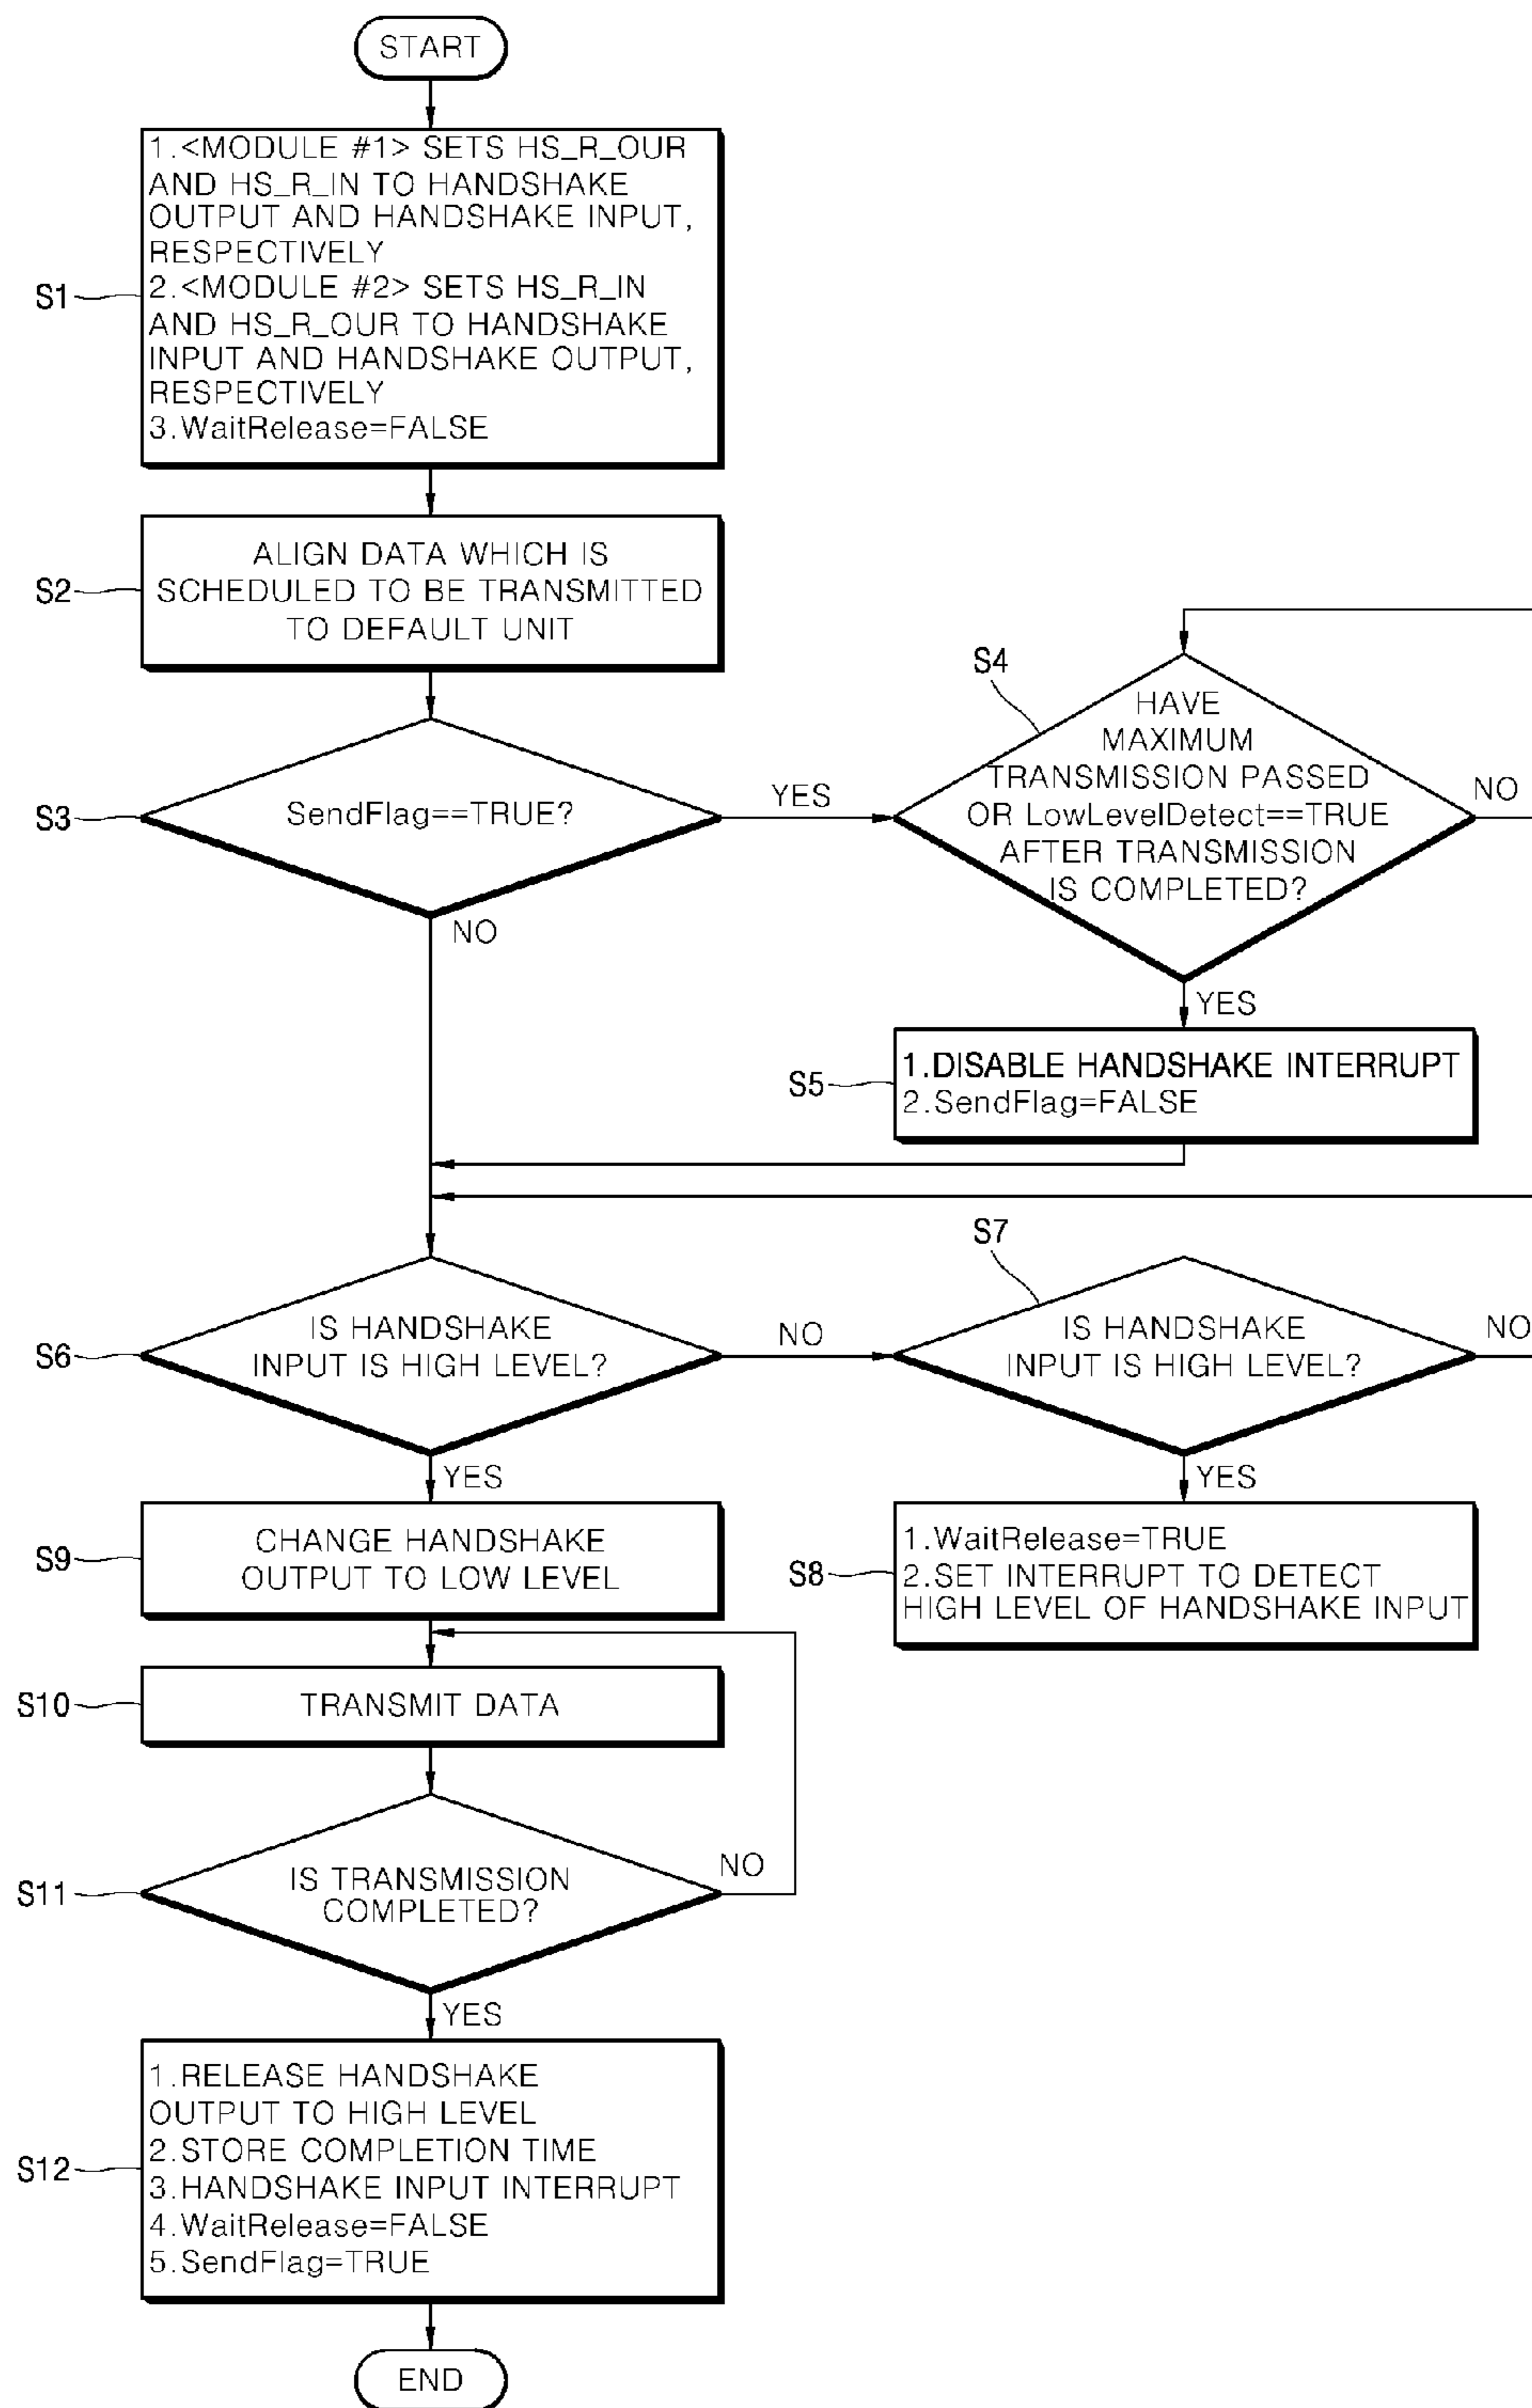 START
1.<MODULE #1> SETS HS_R_OUR
AND HS_R_IN TO HANDSHAKE
OUTPUT AND HANDSHAKE INPUT,
RESPECTIVELY
2.<MODULE #2> SETS HS_R_IN
AND HS_R_OUR TO HANDSHAKE
INPUT AND HANDSHAKE OUTPUT,
RESPECTIVELY
3.WaitRelease=FALSE
S1
ALIGN DATA WHICH IS
SCHEDULED TO BE TRANSMITTED
TO DEFAULT UNIT
S2
S3
SendFlag==TRUE?
YES
NO
S4
HAVE
MAXIMUM
TRANSMISSION PASSED
OR LowLevelDetect==TRUE
AFTER TRANSMISSION
IS COMPLETED?
NO
YES
S5
1.DISABLE HANDSHAKE INTERRUPT
2.SendFlag=FALSE
S6
IS HANDSHAKE
INPUT IS HIGH LEVEL?
NO
YES
S7
IS HANDSHAKE
INPUT IS HIGH LEVEL?
NO
YES
S8
1.WaitRelease=TRUE
2.SET INTERRUPT TO DETECT
HIGH LEVEL OF HANDSHAKE INPUT
S9
CHANGE HANDSHAKE
OUTPUT TO LOW LEVEL
S10
TRANSMIT DATA
S11
IS TRANSMISSION
COMPLETED?
NO
YES
S12
1.RELEASE HANDSHAKE
OUTPUT TO HIGH LEVEL
2.STORE COMPLETION TIME
3.HANDSHAKE INPUT INTERRUPT
4.WaitRelease=FALSE
5.SendFlag=TRUE
END